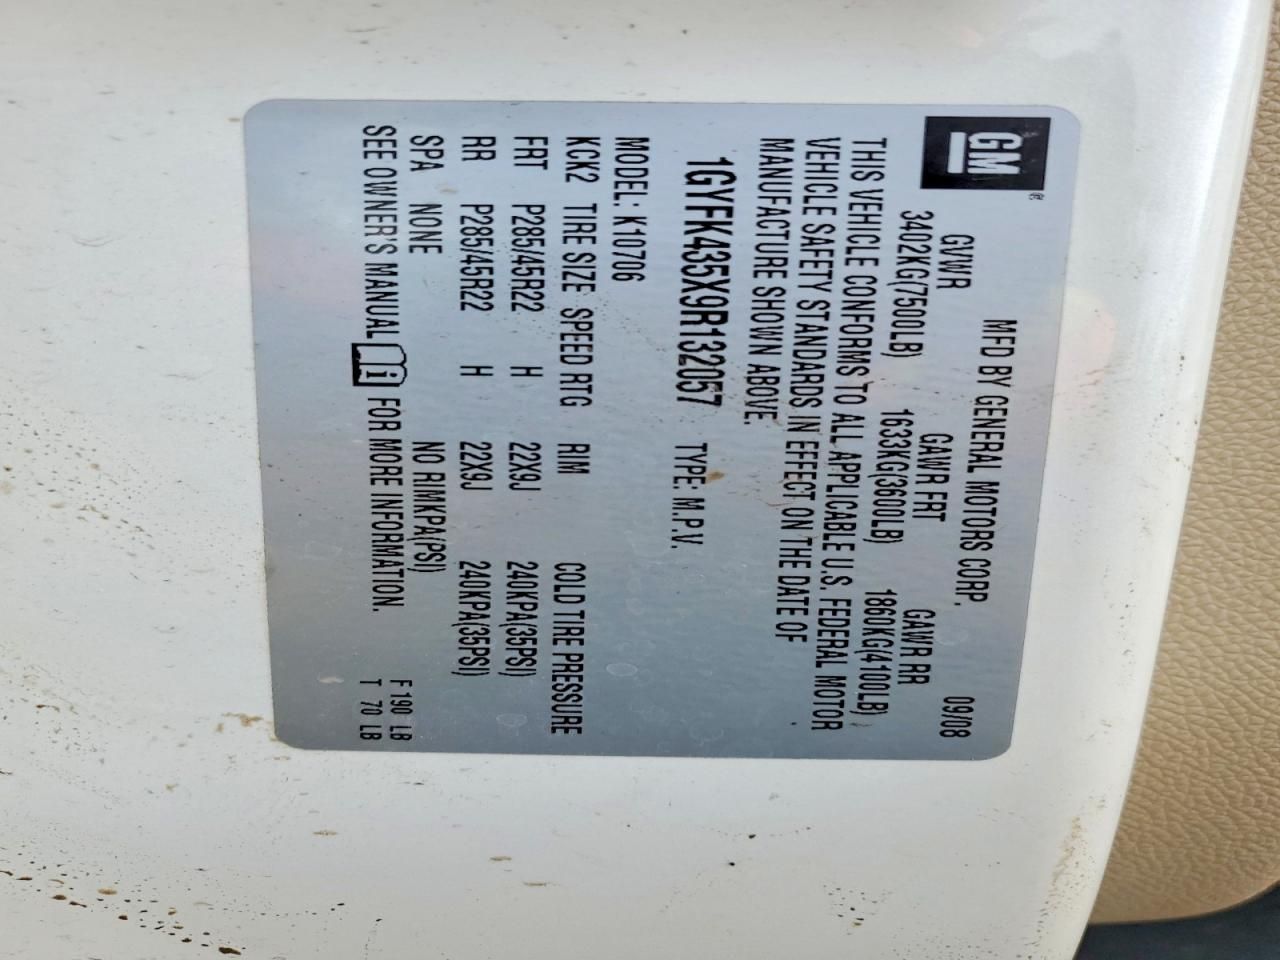 GM
MFD BY GENERAL MOTORS CORP. 09/08
GVWR GAWR FRT GAWR RR
3402KG(7500LB) 1633KG(3600LB) 1860KG(4100LB)
THIS VEHICLE CONFORMS TO ALL APPLICABLE U.S. FEDERAL MOTOR
VEHICLE SAFETY STANDARDS IN EFFECT ON THE DATE OF
MANUFACTURE SHOWN ABOVE.
1GYFK435X9R132057 TYPE: M.P.V.
MODEL: K10706
KCK2 TIRE SIZE SPEED RTG RIM COLD TIRE PRESSURE
FRT P285/45R22 H 22X9J 240KPA(35PSI)
RR P285/45R22 H 22X9J 240KPA(35PSI)
SPA NONE NO RIMKPA(PSI) F 190 LB
SEE OWNER'S MANUAL i FOR MORE INFORMATION. T 70 LB